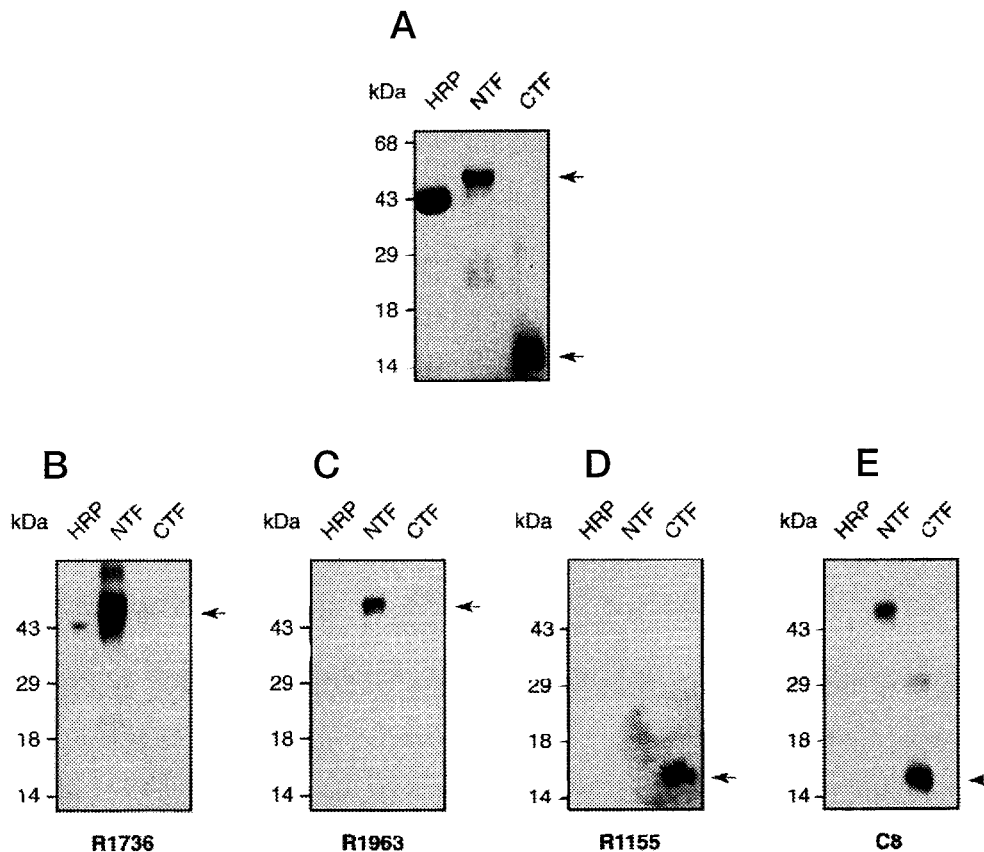 A
kDa HRP NTF CTF
68
43
29
18
14
B C D E
kDa HRP NTF CTF kDa HRP NTF CTF kDa HRP NTF CTF kDa HRP NTF CTF
43 43 43 43
29 29 29 29
18 18 18 18
14 14 14 14
R1736 R1963 R1155 C8